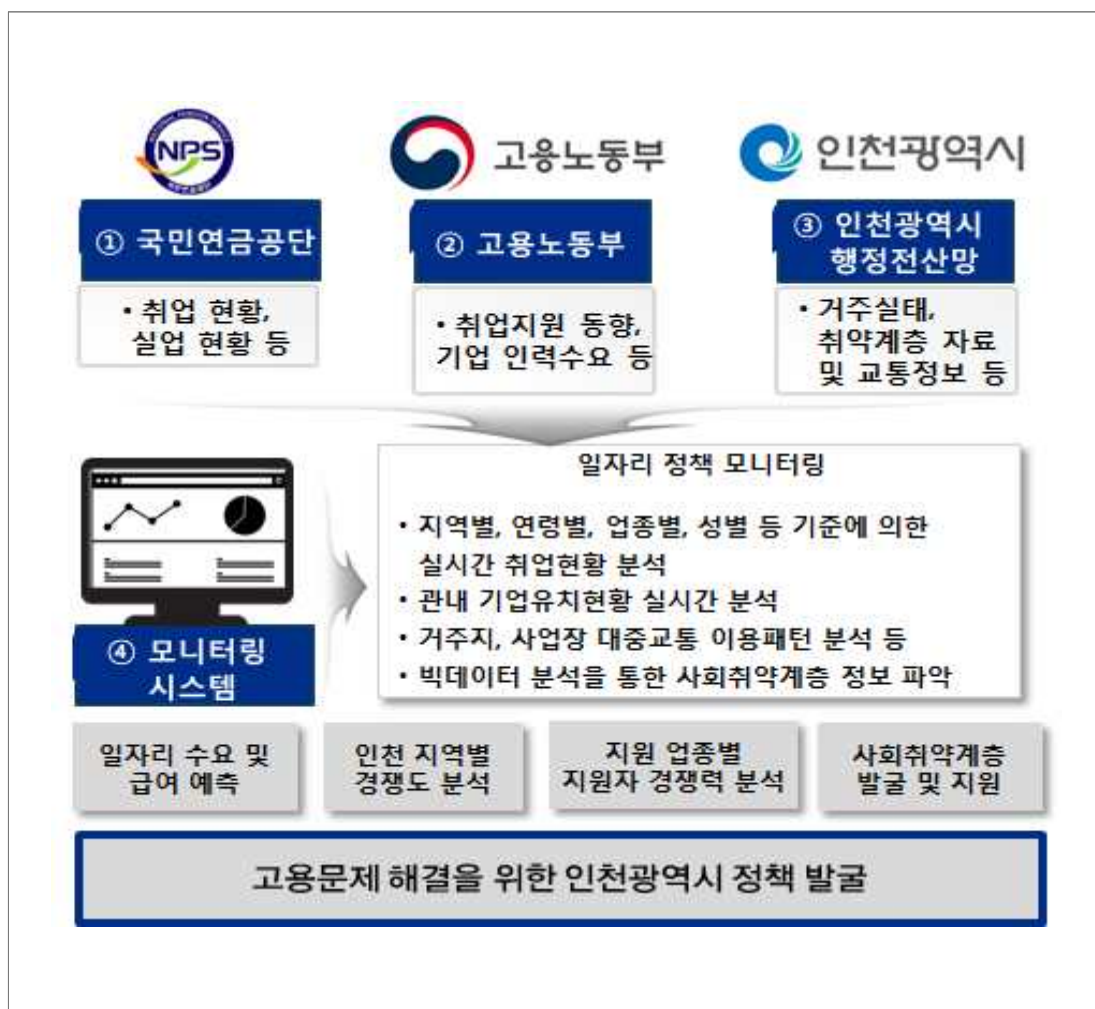 NATIONAL PENSION SERVICE
NPS
국민연금공단
고용노동부
인천광역시
① 국민연금공단
② 고용노동부
③ 인천광역시
행정전산망
• 취업 현황,
실업 현황 등
• 취업지원 동향,
기업 인력수요 등
• 거주실태,
취약계층 자료
및 교통정보 등
④ 모니터링
시스템
일자리 정책 모니터링
• 지역별, 연령별, 업종별, 성별 등 기준에 의한
실시간 취업현황 분석
• 관내 기업유치현황 실시간 분석
• 거주지, 사업장 대중교통 이용패턴 분석 등
• 빅데이터 분석을 통한 사회취약계층 정보 파악
일자리 수요 및
급여 예측
인천 지역별
경쟁도 분석
지원 업종별
지원자 경쟁력 분석
사회취약계층
발굴 및 지원
고용문제 해결을 위한 인천광역시 정책 발굴